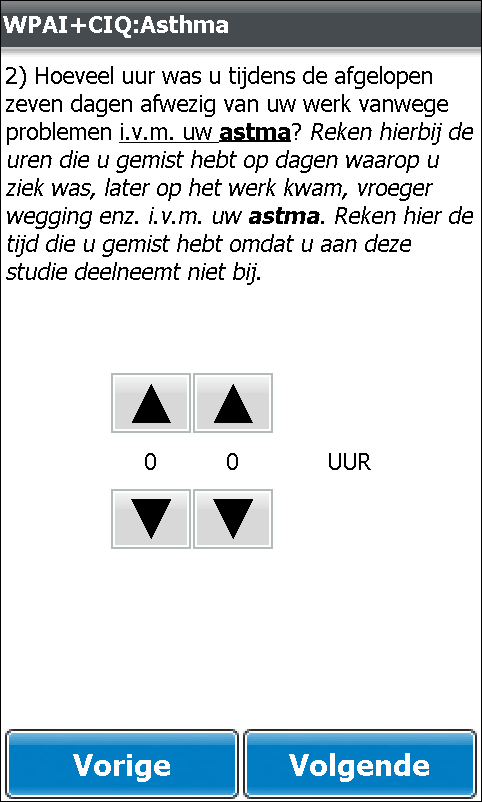 WPAI+CIQ:Asthma
2) Hoeveel uur was u tijdens de afgelopen
zeven dagen afwezig van uw werk vanwege
problemen i.v.m. uw astma? Reken hierbij de
uren die u gemist hebt op dagen waarop u
ziek was, later op het werk kwam, vroeger
wegging enz. i.v.m. uw astma. Reken hier de
tijd die u gemist hebt omdat u aan deze
studie deelneemt niet bij.
0 0 UUR
Vorige Volgende